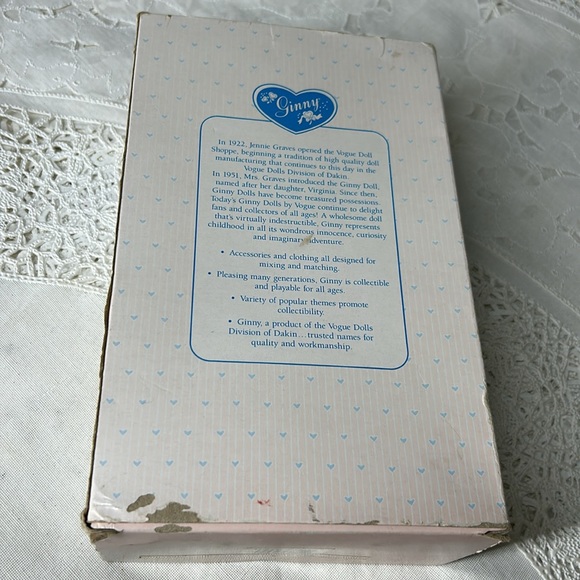 Ginny
In 1922, Jennie Graves opened the Vogue Doll
Shoppe, beginning a tradition of high quality doll
manufacturing that continues to this day in the
Vogue Dolls Division of Dakin.
In 1951, Mrs. Graves introduced the Ginny Doll,
named after her daughter, Virginia. Since then,
Ginny Dolls have become treasured possessions.
Today's Ginny Dolls by Vogue continue to delight
fans and collectors of all ages! A wholesome doll
that's virtually indestructible, Ginny represents
childhood in all its wondrous innocence, curiosity
and imaginary adventure.
• Accessories and clothing all designed for
mixing and matching.
• Pleasing many generations, Ginny is collectible
and playable for all ages.
• Variety of popular themes promote
collectibility.
• Ginny, a product of the Vogue Dolls
Division of Dakin...trusted names for
quality and workmanship.